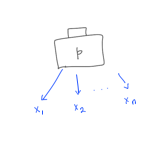 p
x₁ x₂ ... xₙ